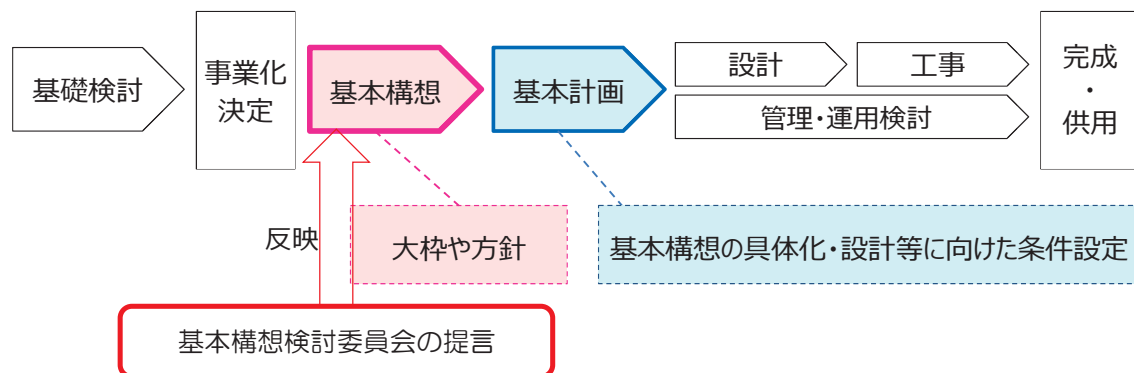 基礎検討
事業化
決定
基本構想
基本計画
設計
工事
管理・運用検討
完成
・
供用
反映
大枠や方針
基本構想の具体化・設計等に向けた条件設定
基本構想検討委員会の提言